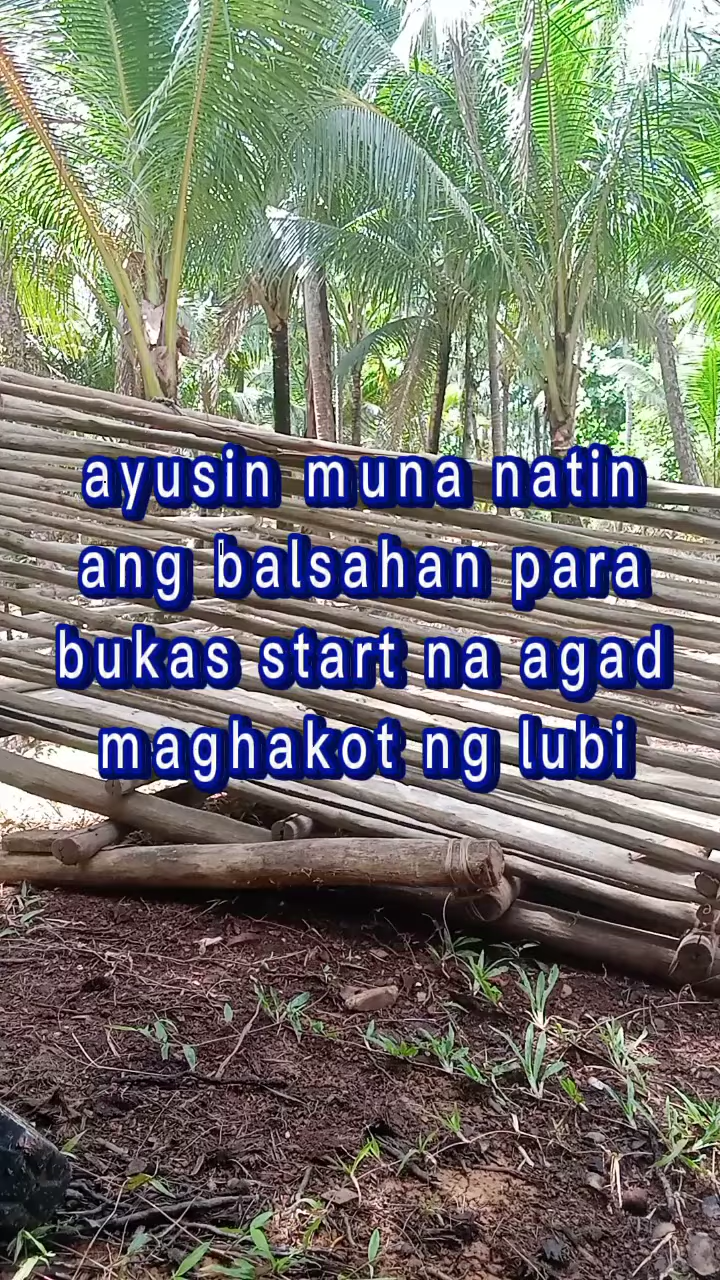 ayusin muna natin
ang balsahan para
bukas start na agad
maghakot ng lubi